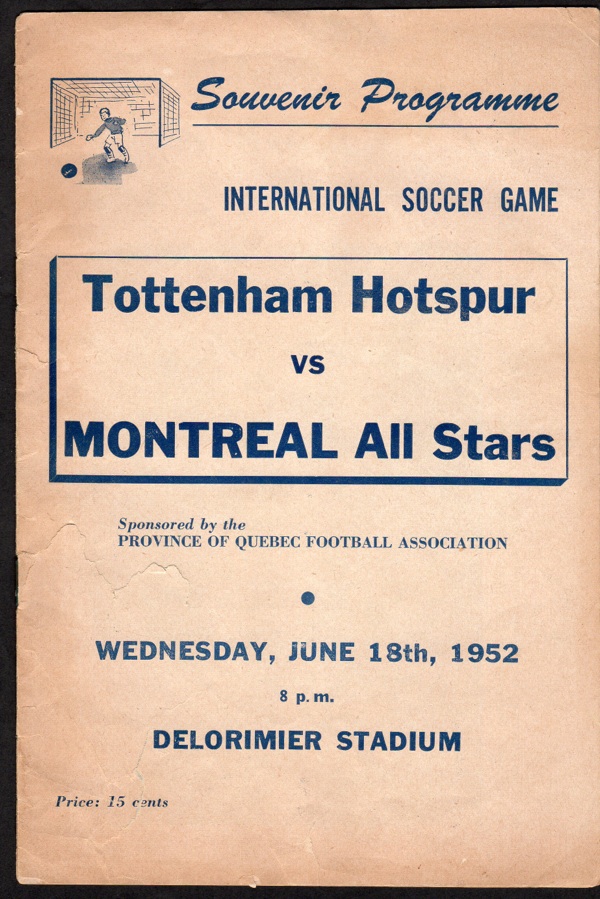 Souvenir Programme
INTERNATIONAL SOCCER GAME
Tottenham Hotspur
vs
MONTREAL All Stars
Sponsored by the
PROVINCE OF QUEBEC FOOTBALL ASSOCIATION
WEDNESDAY, JUNE 18th, 1952
8 p.m.
DELORIMIER STADIUM
Price: 15 cents